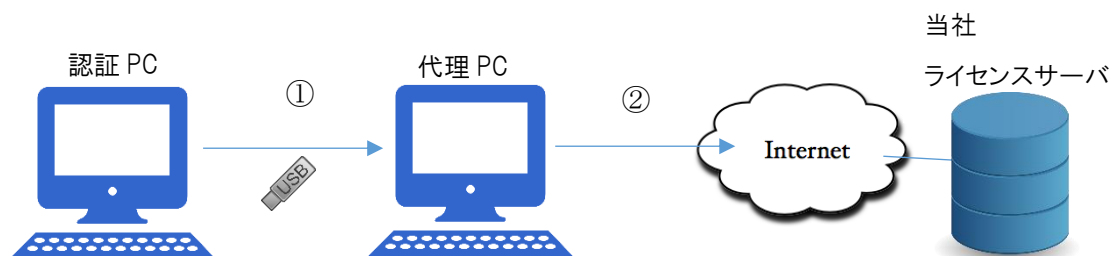 認証 PC
①
USB
代理 PC
②
Internet
当社
ライセンスサーバ